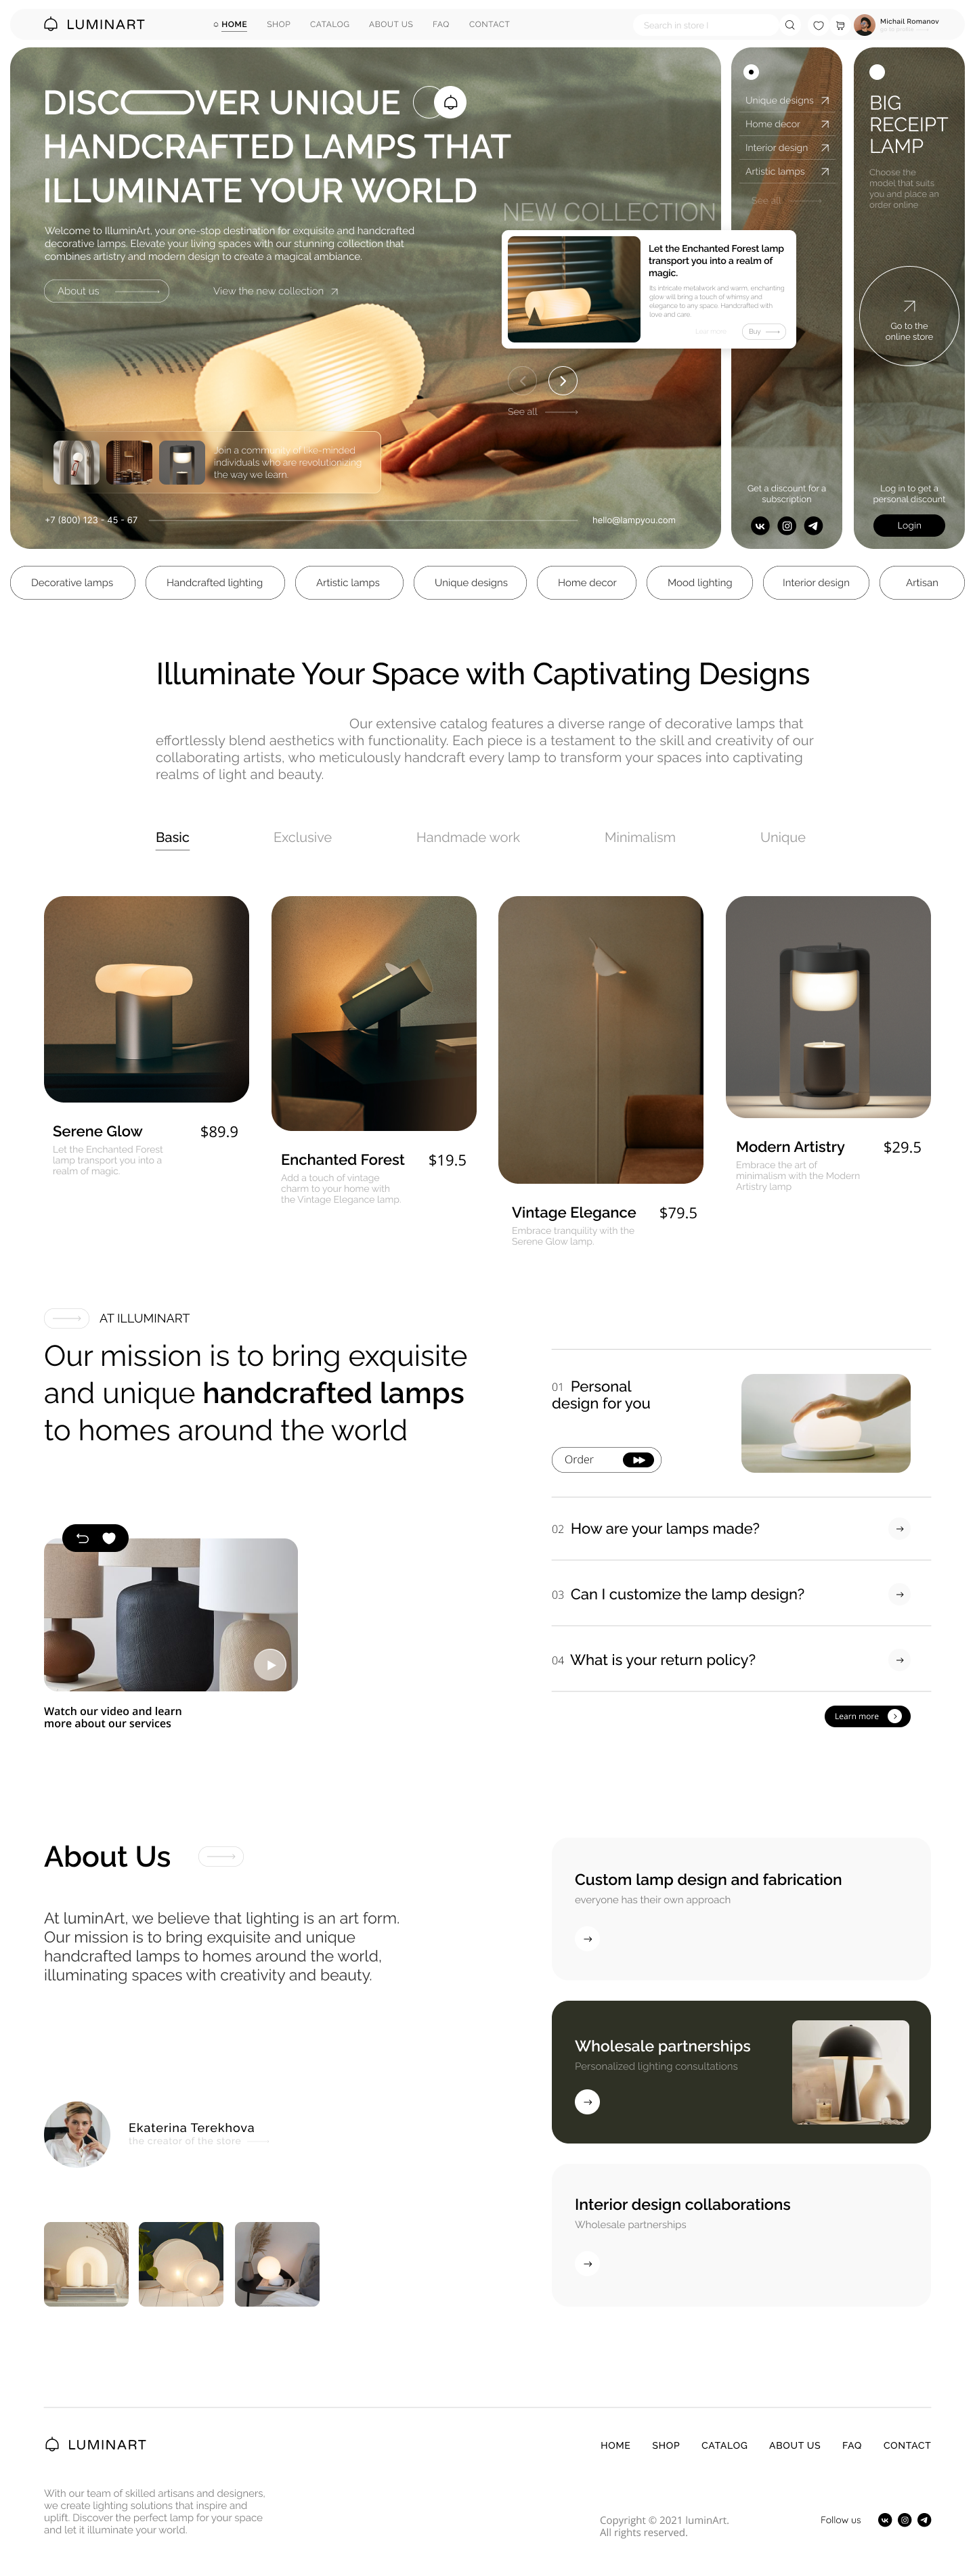 LUMINART
HOME
SHOP
CATALOG
ABOUT US
FAQ
CONTACT
Search in store !
Michail Romanov
go to profile
DISC VER UNIQUE
HANDCRAFTED LAMPS THAT
ILLUMINATE YOUR WORLD
Welcome to IlluminArt, your one-stop destination for exquisite and handcrafted
decorative lamps. Elevate your living spaces with our stunning collection that
combines artistry and modern design to create a magical ambiance.
About us
View the new collection
NEW COLLECTION
Let the Enchanted Forest lamp
transport you into a realm of
magic.
Its intricate metalwork and warm, enchanting
glow will bring a touch of whimsy and
elegance to any space. Handcrafted with
love and care.
Buy
See all
Join a community of like-minded
individuals who are revolutionizing
the way we learn.
+7 (800) 123 - 45 - 67
hello@lampyou.com
Unique designs
Home decor
Interior design
Artistic lamps
See all
Get a discount for a
subscription
BIG
RECEIPT
LAMP
Choose the
model that suits
you and place an
order online
Go to the
online store
Log in to get a
personal discount
Login
Decorative lamps
Handcrafted lighting
Artistic lamps
Unique designs
Home decor
Mood lighting
Interior design
Artisan
Illuminate Your Space with Captivating Designs
Our extensive catalog features a diverse range of decorative lamps that
effortlessly blend aesthetics with functionality. Each piece is a testament to the skill and creativity of our
collaborating artists, who meticulously handcraft every lamp to transform your spaces into captivating
realms of light and beauty.
Basic
Exclusive
Handmade work
Minimalism
Unique
Serene Glow
$89.9
Let the Enchanted Forest
lamp transport you into a
realm of magic.
Enchanted Forest
$19.5
Add a touch of vintage
charm to your home with
the Vintage Elegance lamp.
Vintage Elegance
$79.5
Embrace tranquility with the
Serene Glow lamp.
Modern Artistry
$29.5
Embrace the art of
minimalism with the Modern
Artistry lamp
AT ILLUMINART
Our mission is to bring exquisite
and unique handcrafted lamps
to homes around the world
Watch our video and learn
more about our services
01 Personal
design for you
Order
02 How are your lamps made?
03 Can I customize the lamp design?
04 What is your return policy?
Learn more
About Us
At luminArt, we believe that lighting is an art form.
Our mission is to bring exquisite and unique
handcrafted lamps to homes around the world,
illuminating spaces with creativity and beauty.
Ekaterina Terekhova
the creator of the store
Custom lamp design and fabrication
everyone has their own approach
Wholesale partnerships
Personalized lighting consultations
Interior design collaborations
Wholesale partnerships
LUMINART
HOME
SHOP
CATALOG
ABOUT US
FAQ
CONTACT
With our team of skilled artisans and designers,
we create lighting solutions that inspire and
uplift. Discover the perfect lamp for your space
and let it illuminate your world.
Copyright © 2021 luminArt.
All rights reserved.
Follow us